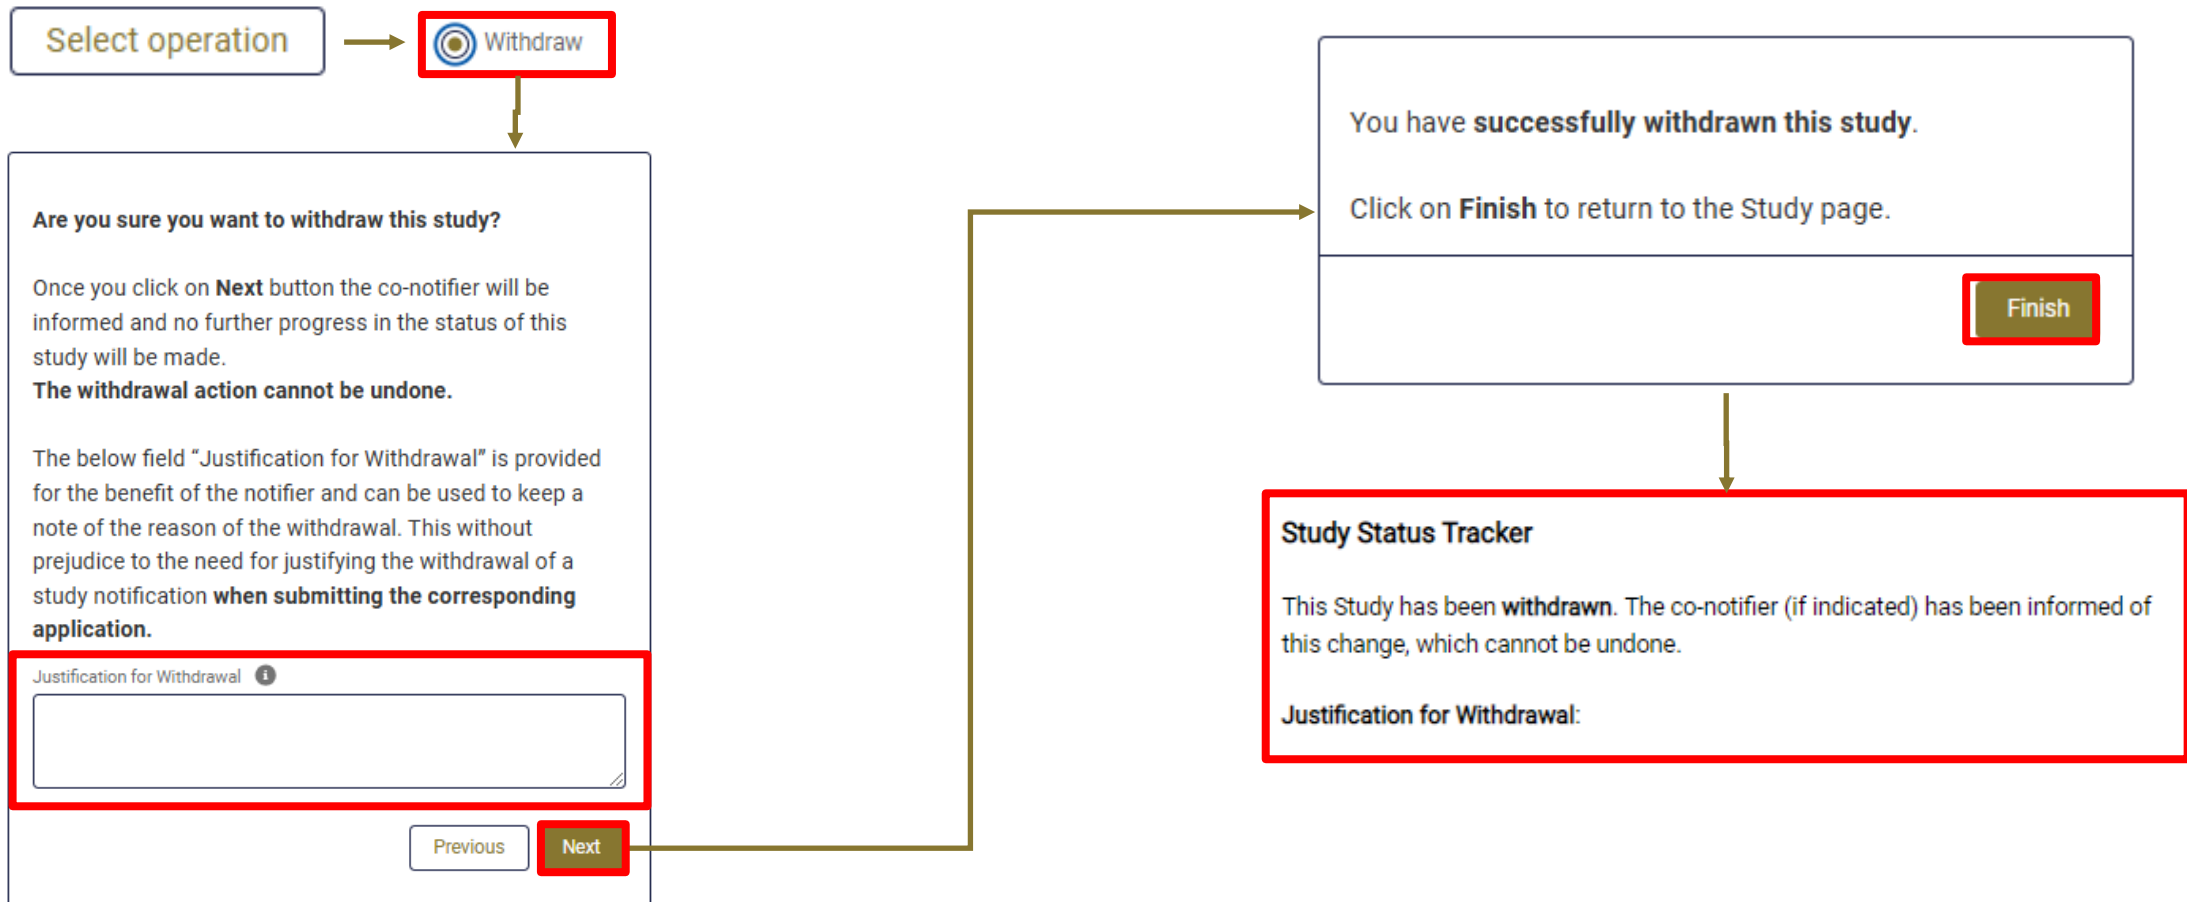 Select operation
Withdraw
Are you sure you want to withdraw this study?
Once you click on Next button the co-notifier will be
informed and no further progress in the status of this
study will be made.
The withdrawal action cannot be undone.
The below field “Justification for Withdrawal” is provided
for the benefit of the notifier and can be used to keep a
note of the reason of the withdrawal. This without
prejudice to the need for justifying the withdrawal of a
study notification when submitting the corresponding
application.
Justification for Withdrawal
Previous
Next
You have successfully withdrawn this study.
Click on Finish to return to the Study page.
Finish
Study Status Tracker
This Study has been withdrawn. The co-notifier (if indicated) has been informed of
this change, which cannot be undone.
Justification for Withdrawal: